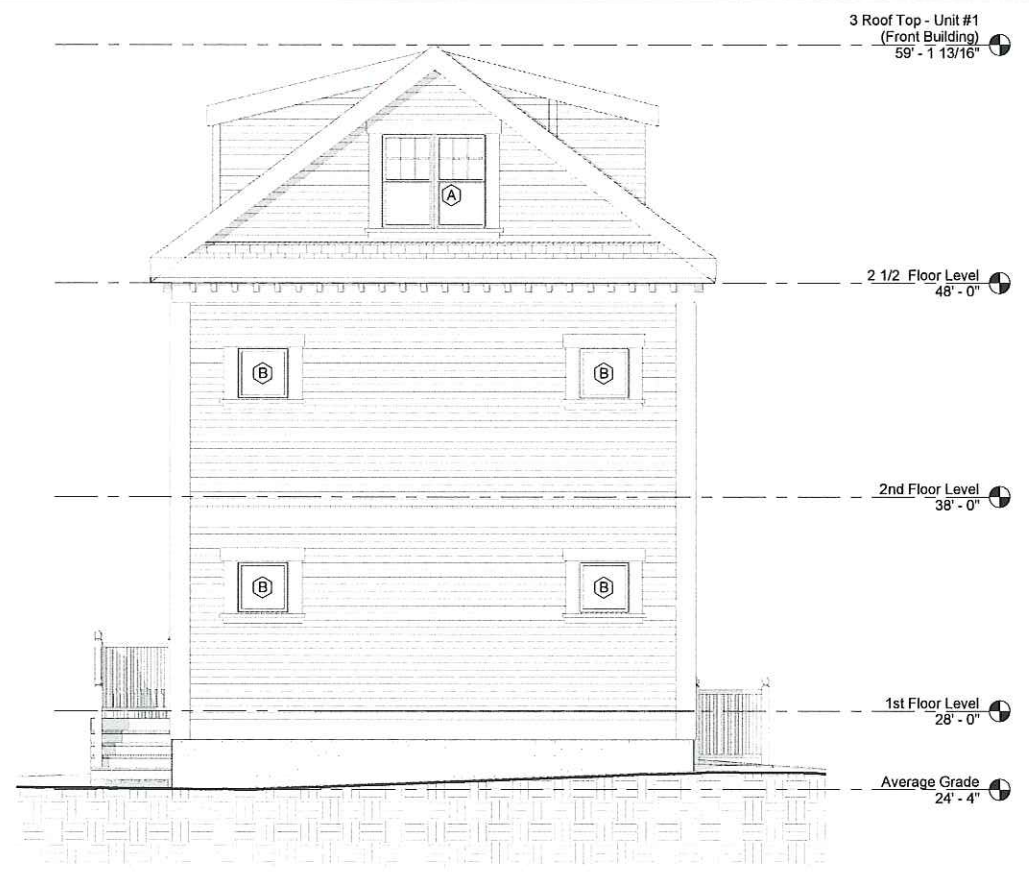 3 Roof Top - Unit #1
(Front Building)
59' - 1 13/16"
A
2 1/2 Floor Level
48' - 0"
B
B
2nd Floor Level
38' - 0"
B
B
1st Floor Level
28' - 0"
Average Grade
24' - 4"